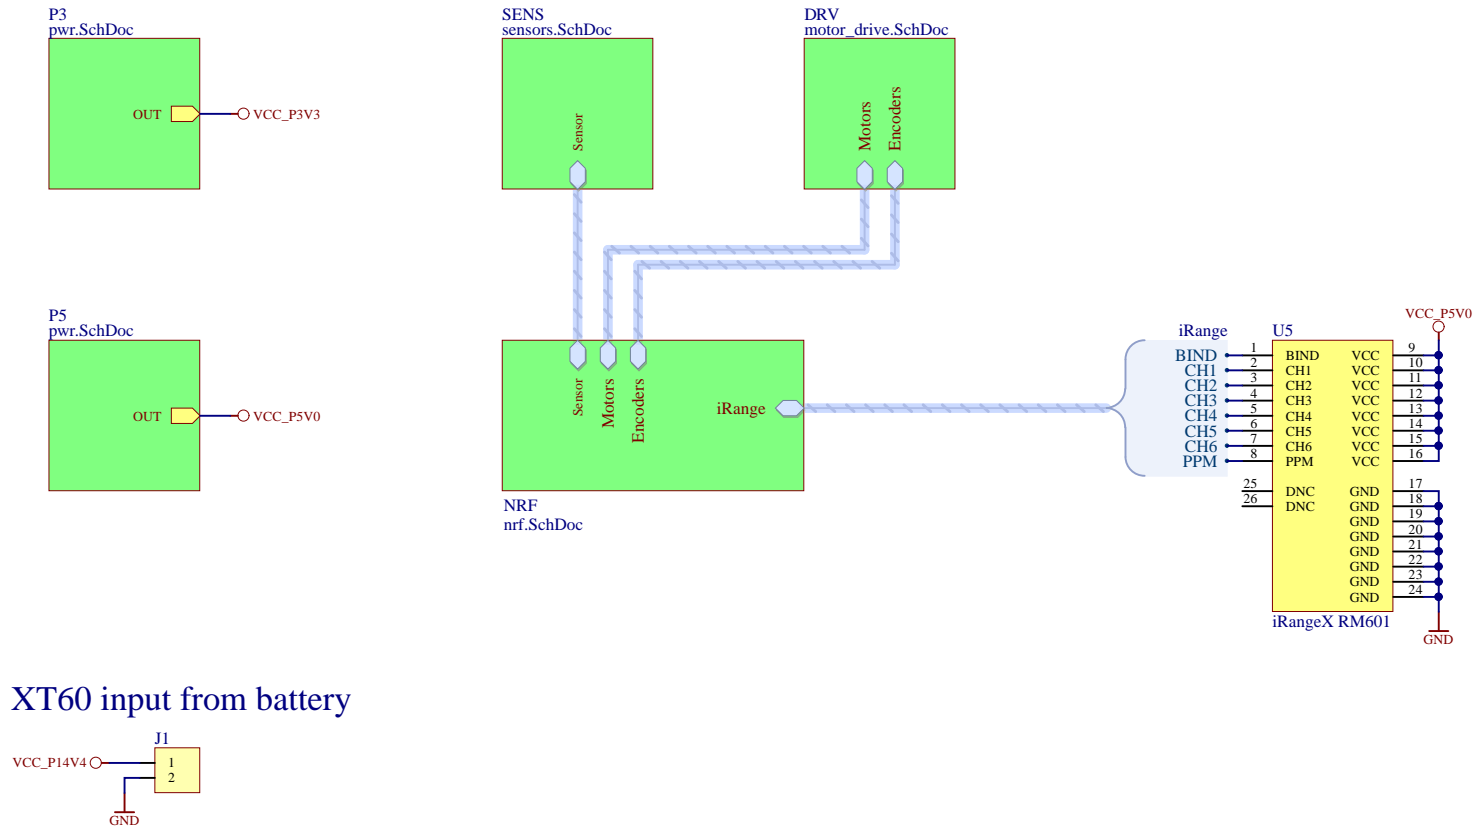 P3
pwr.SchDoc
OUT
VCC_P3V3
SENS
sensors.SchDoc
Sensor
DRV
motor_drive.SchDoc
Motors
Encoders
P5
pwr.SchDoc
OUT
VCC_P5V0
Sensor
Motors
Encoders
iRange
NRF
nrf.SchDoc
iRange
U5
VCC_P5V0
BIND 1 BIND VCC 9
CH1 2 CH1 VCC 10
CH2 3 CH2 VCC 11
CH3 4 CH3 VCC 12
CH4 5 CH4 VCC 13
CH5 6 CH5 VCC 14
CH6 7 CH6 VCC 15
PPM 8 PPM VCC 16
25 DNC GND 17
26 DNC GND 18
GND 19
GND 20
GND 21
GND 22
GND 23
GND 24
iRangeX RM601
GND
XT60 input from battery
J1
VCC_P14V4
1
2
GND